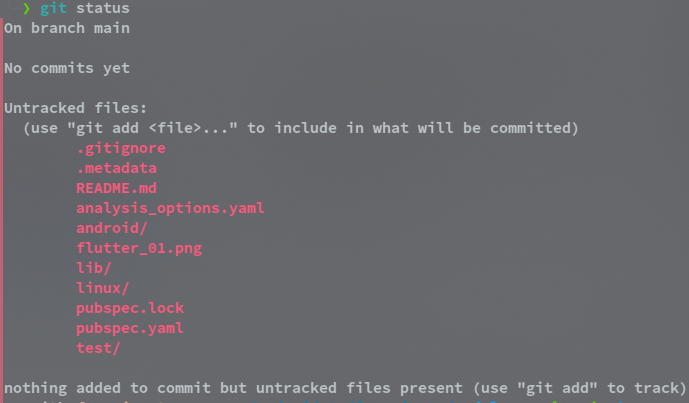 ❯ git status
On branch main
No commits yet
Untracked files:
(use "git add <file>..." to include in what will be committed)
.gitignore
.metadata
README.md
analysis_options.yaml
android/
flutter_01.png
lib/
linux/
pubspec.lock
pubspec.yaml
test/
nothing added to commit but untracked files present (use "git add" to track)